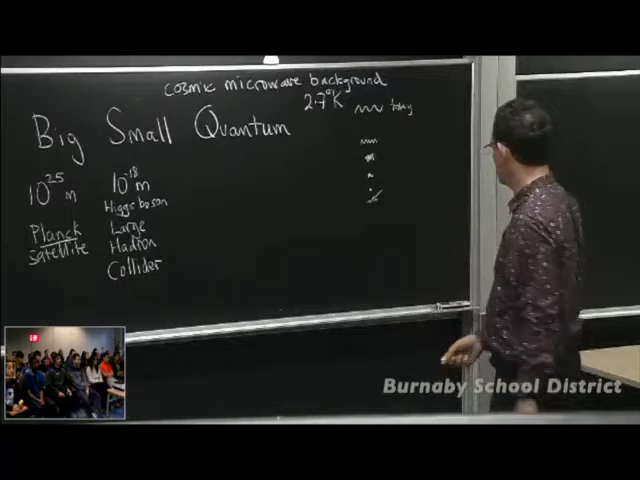 cosmic microwave background
2.7°K today
Big Small Quantum
10^25 m 10^-18 m
Higgs boson
Planck Large
satellite Hadron
Collider
Burnaby School District